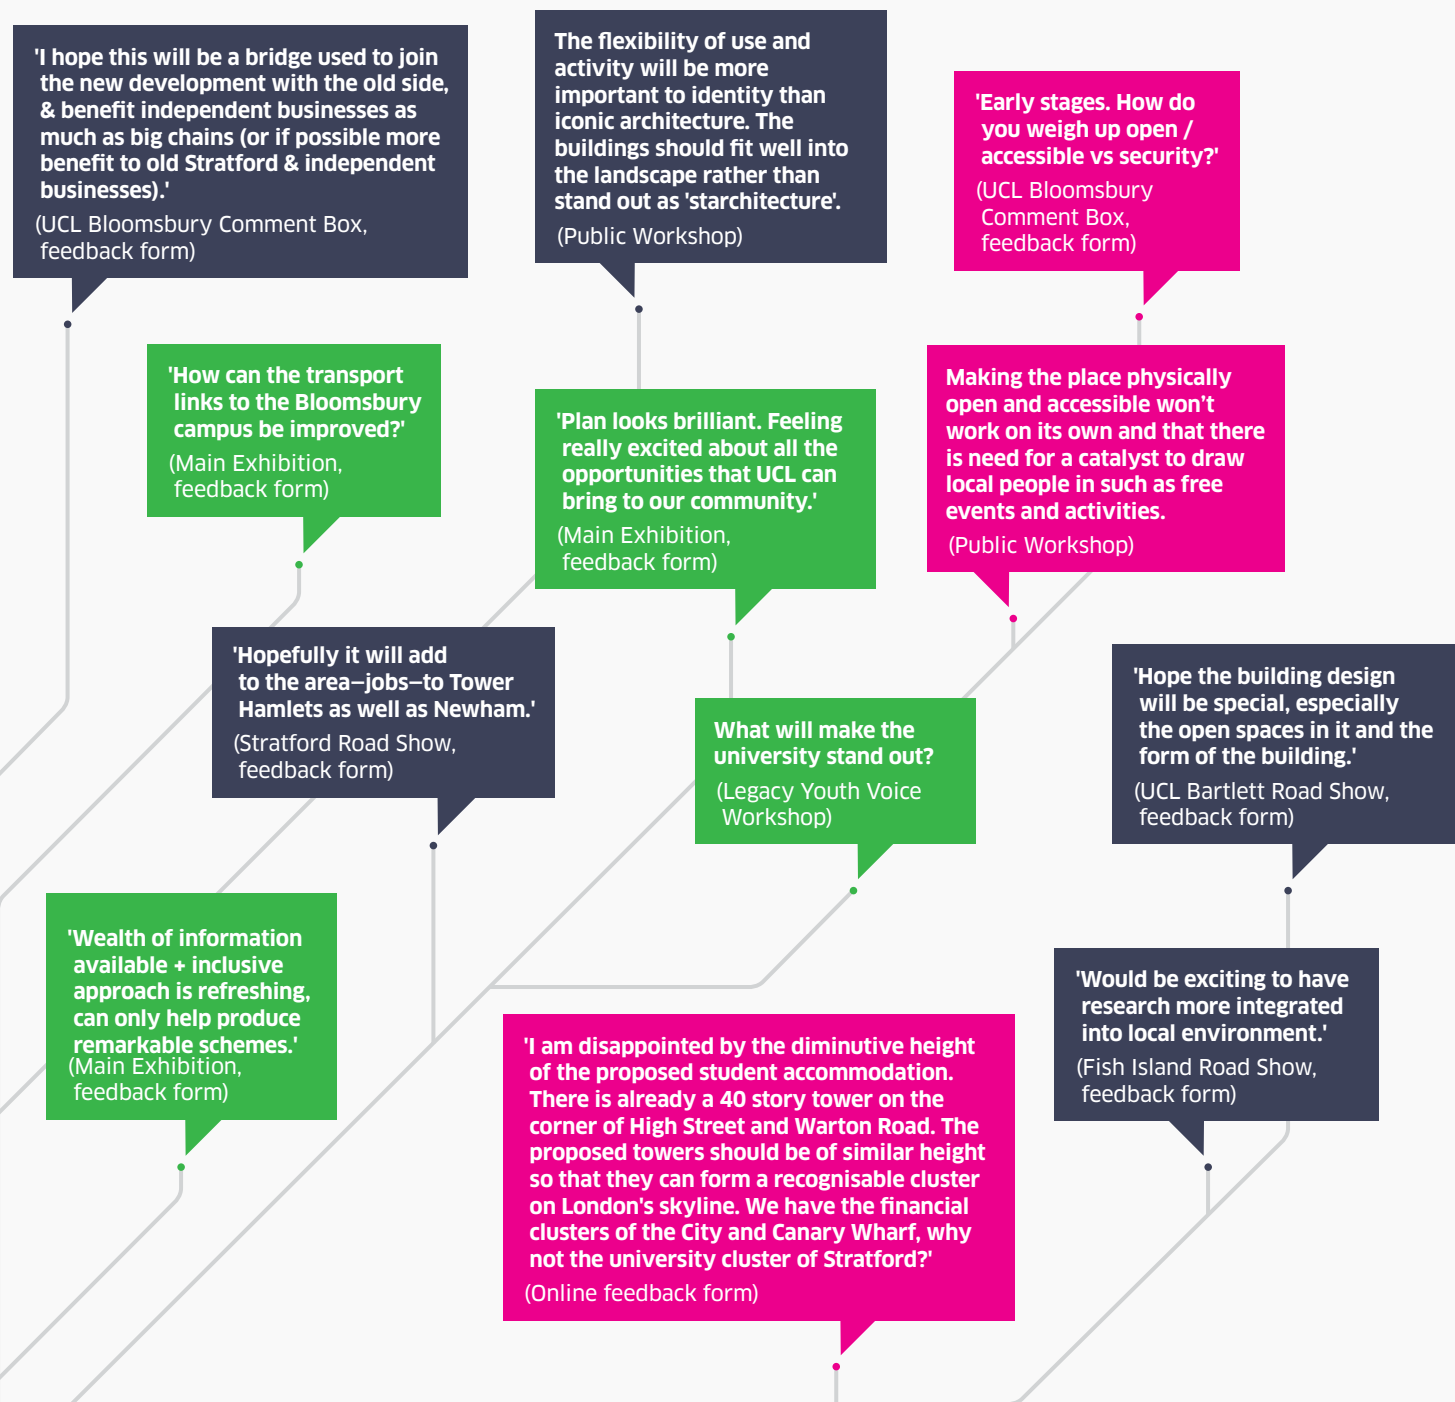 'I hope this will be a bridge used to join
the new development with the old side,
& benefit independent businesses as
much as big chains (or if possible more
benefit to old Stratford & independent
businesses).'
(UCL Bloomsbury Comment Box,
feedback form)
The flexibility of use and
activity will be more
important to identity than
iconic architecture. The
buildings should fit well into
the landscape rather than
stand out as 'starchitecture'.
(Public Workshop)
'Early stages. How do
you weigh up open /
accessible vs security?'
(UCL Bloomsbury
Comment Box,
feedback form)
'How can the transport
links to the Bloomsbury
campus be improved?'
(Main Exhibition,
feedback form)
'Plan looks brilliant. Feeling
really excited about all the
opportunities that UCL can
bring to our community.'
(Main Exhibition,
feedback form)
Making the place physically
open and accessible won’t
work on its own and that there
is need for a catalyst to draw
local people in such as free
events and activities.
(Public Workshop)
'Hopefully it will add
to the area—jobs—to Tower
Hamlets as well as Newham.'
(Stratford Road Show,
feedback form)
What will make the
university stand out?
(Legacy Youth Voice
Workshop)
'Hope the building design
will be special, especially
the open spaces in it and the
form of the building.'
(UCL Bartlett Road Show,
feedback form)
'Wealth of information
available + inclusive
approach is refreshing,
can only help produce
remarkable schemes.'
(Main Exhibition,
feedback form)
'I am disappointed by the diminutive height
of the proposed student accommodation.
There is already a 40 story tower on the
corner of High Street and Warton Road. The
proposed towers should be of similar height
so that they can form a recognisable cluster
on London's skyline. We have the financial
clusters of the City and Canary Wharf, why
not the university cluster of Stratford?'
(Online feedback form)
'Would be exciting to have
research more integrated
into local environment.'
(Fish Island Road Show,
feedback form)